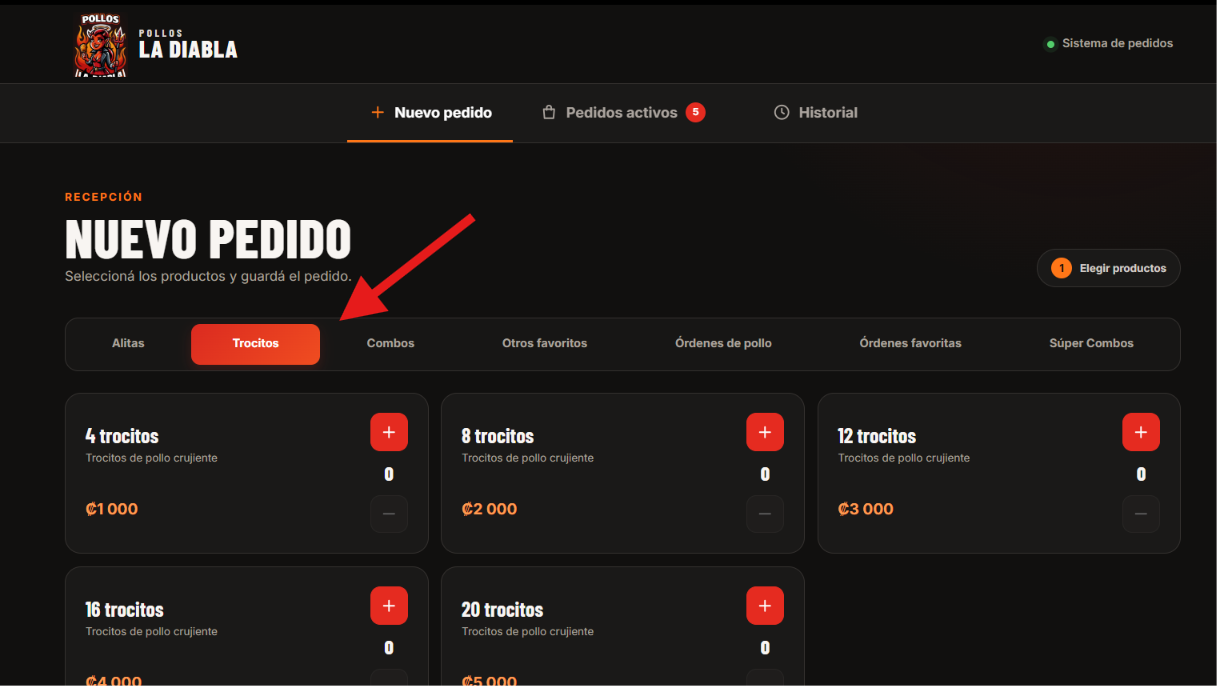 POLLOS
LA DIABLA
POLLOS
LA DIABLA
Sistema de pedidos
Nuevo pedido
Pedidos activos 5
Historial
RECEPCIÓN
NUEVO PEDIDO
Seleccioná los productos y guardá el pedido.
1 Elegir productos
Alitas
Trocitos
Combos
Otros favoritos
Órdenes de pollo
Órdenes favoritas
Súper Combos
4 trocitos
Trocitos de pollo crujiente
₡1 000
+
0
—
8 trocitos
Trocitos de pollo crujiente
₡2 000
+
0
—
12 trocitos
Trocitos de pollo crujiente
₡3 000
+
0
—
16 trocitos
Trocitos de pollo crujiente
₡4 000
+
0
20 trocitos
Trocitos de pollo crujiente
₡5 000
+
0